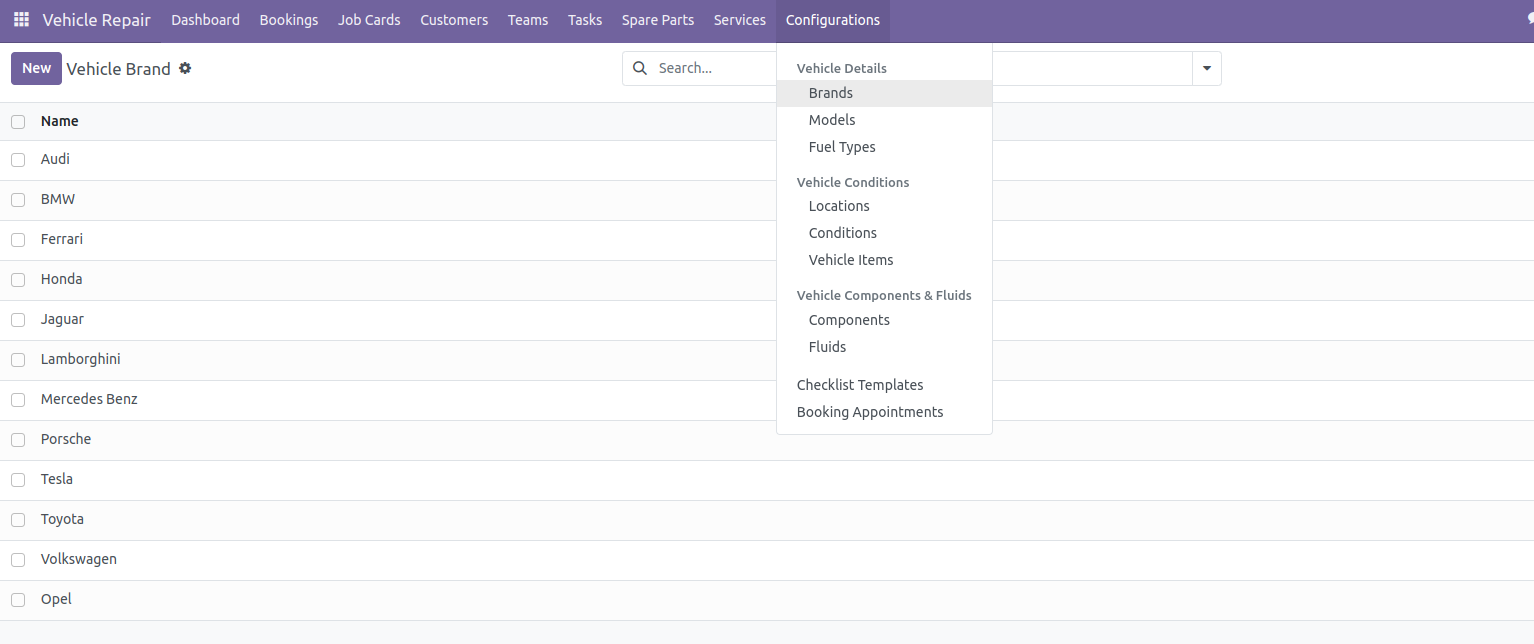 Vehicle Repair Dashboard Bookings Job Cards Customers Teams Tasks Spare Parts Services Configurations
New Vehicle Brand Search...
Name
Audi
BMW
Ferrari
Honda
Jaguar
Lamborghini
Mercedes Benz
Porsche
Tesla
Toyota
Volkswagen
Opel
Vehicle Details
Brands
Models
Fuel Types
Vehicle Conditions
Locations
Conditions
Vehicle Items
Vehicle Components & Fluids
Components
Fluids
Checklist Templates
Booking Appointments